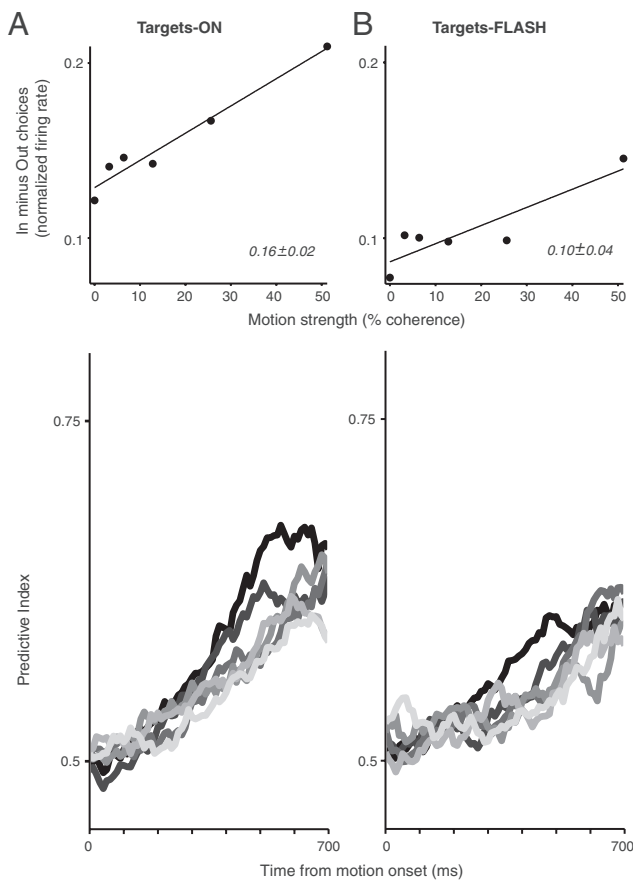 A
Targets-ON
B
Targets-FLASH
In minus Out choices
(normalized firing rate)
0.2
0.1
0.16±0.02
0 10 20 30 40 50
0.2
0.1
0.10±0.04
0 10 20 30 40 50
Motion strength (% coherence)
Predictive Index
0.75
0.5
0 700
0.75
0.5
0 700
Time from motion onset (ms)